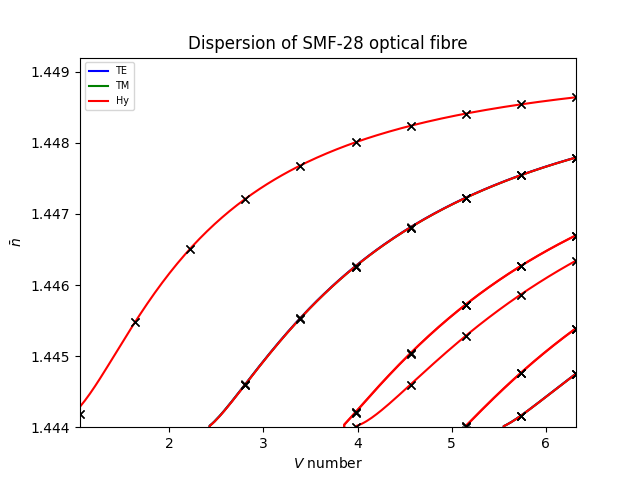 Dispersion of SMF-28 optical fibre
TE
TM
Hy
1.449
1.448
1.447
1.446
1.445
1.444
n̄
2 3 4 5 6
V number